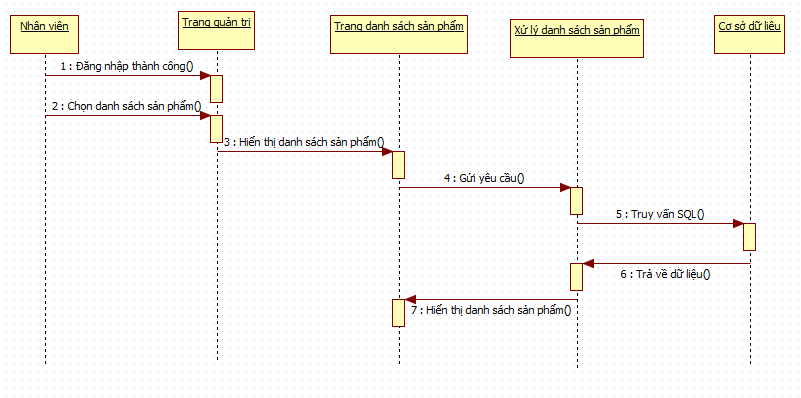 Nhân viên
Trang quản trị
Trang danh sách sản phẩm
Xử lý danh sách sản phẩm
Cơ sở dữ liệu
1 : Đăng nhập thành công()
2 : Chọn danh sách sản phẩm()
3 : Hiển thị danh sách sản phẩm()
4 : Gửi yêu cầu()
5 : Truy vấn SQL()
6 : Trả về dữ liệu()
7 : Hiển thị danh sách sản phẩm()